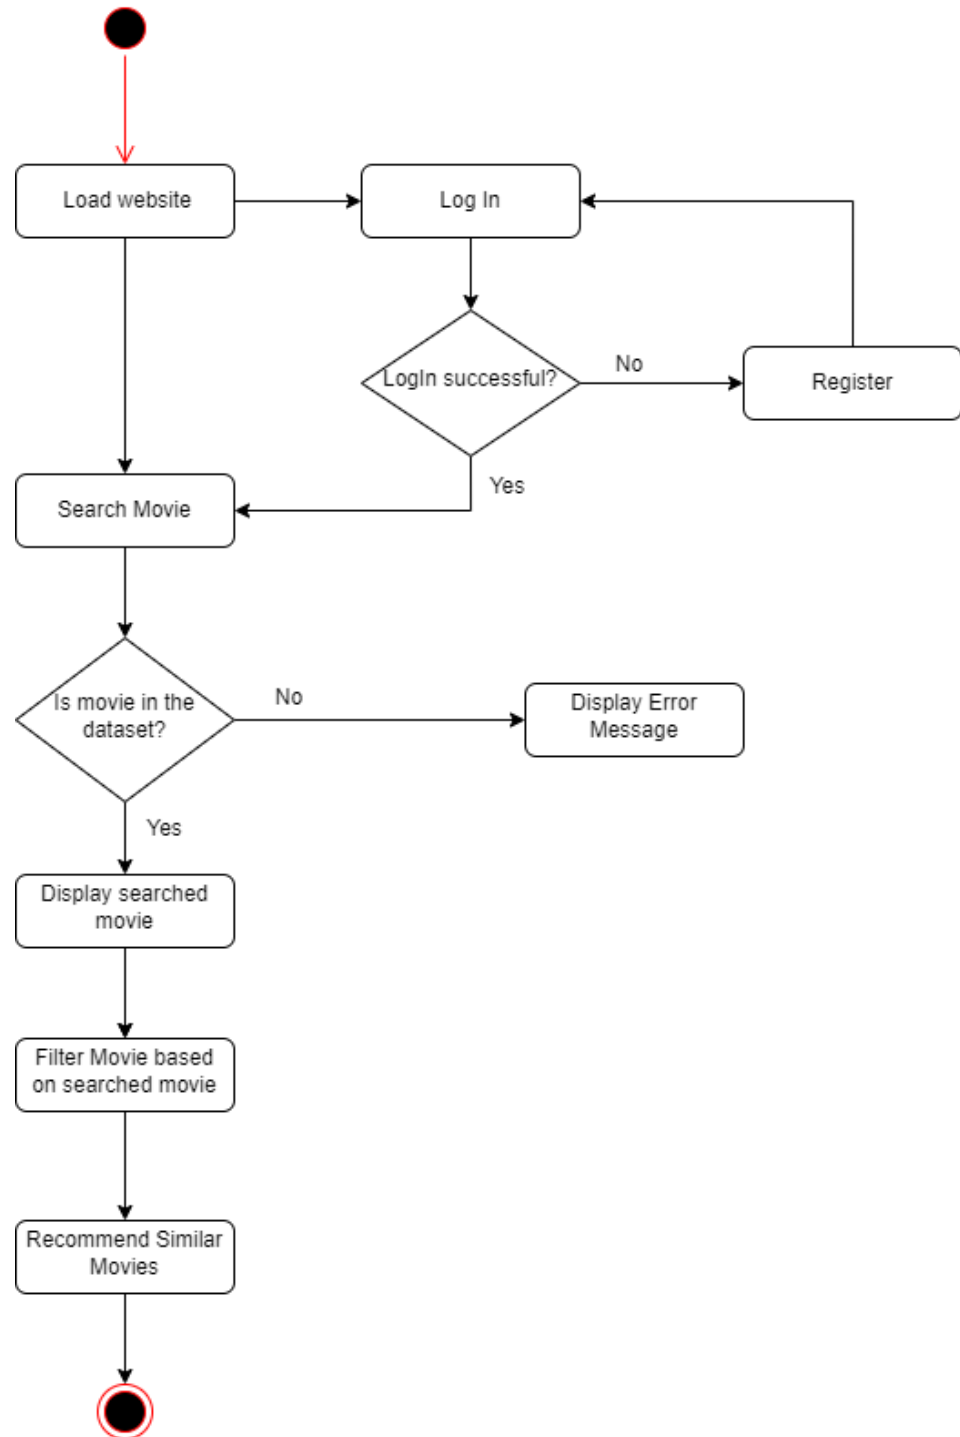 Load website
Log In
LogIn successful?
No
Register
Yes
Search Movie
Is movie in the
dataset?
No
Display Error
Message
Yes
Display searched
movie
Filter Movie based
on searched movie
Recommend Similar
Movies